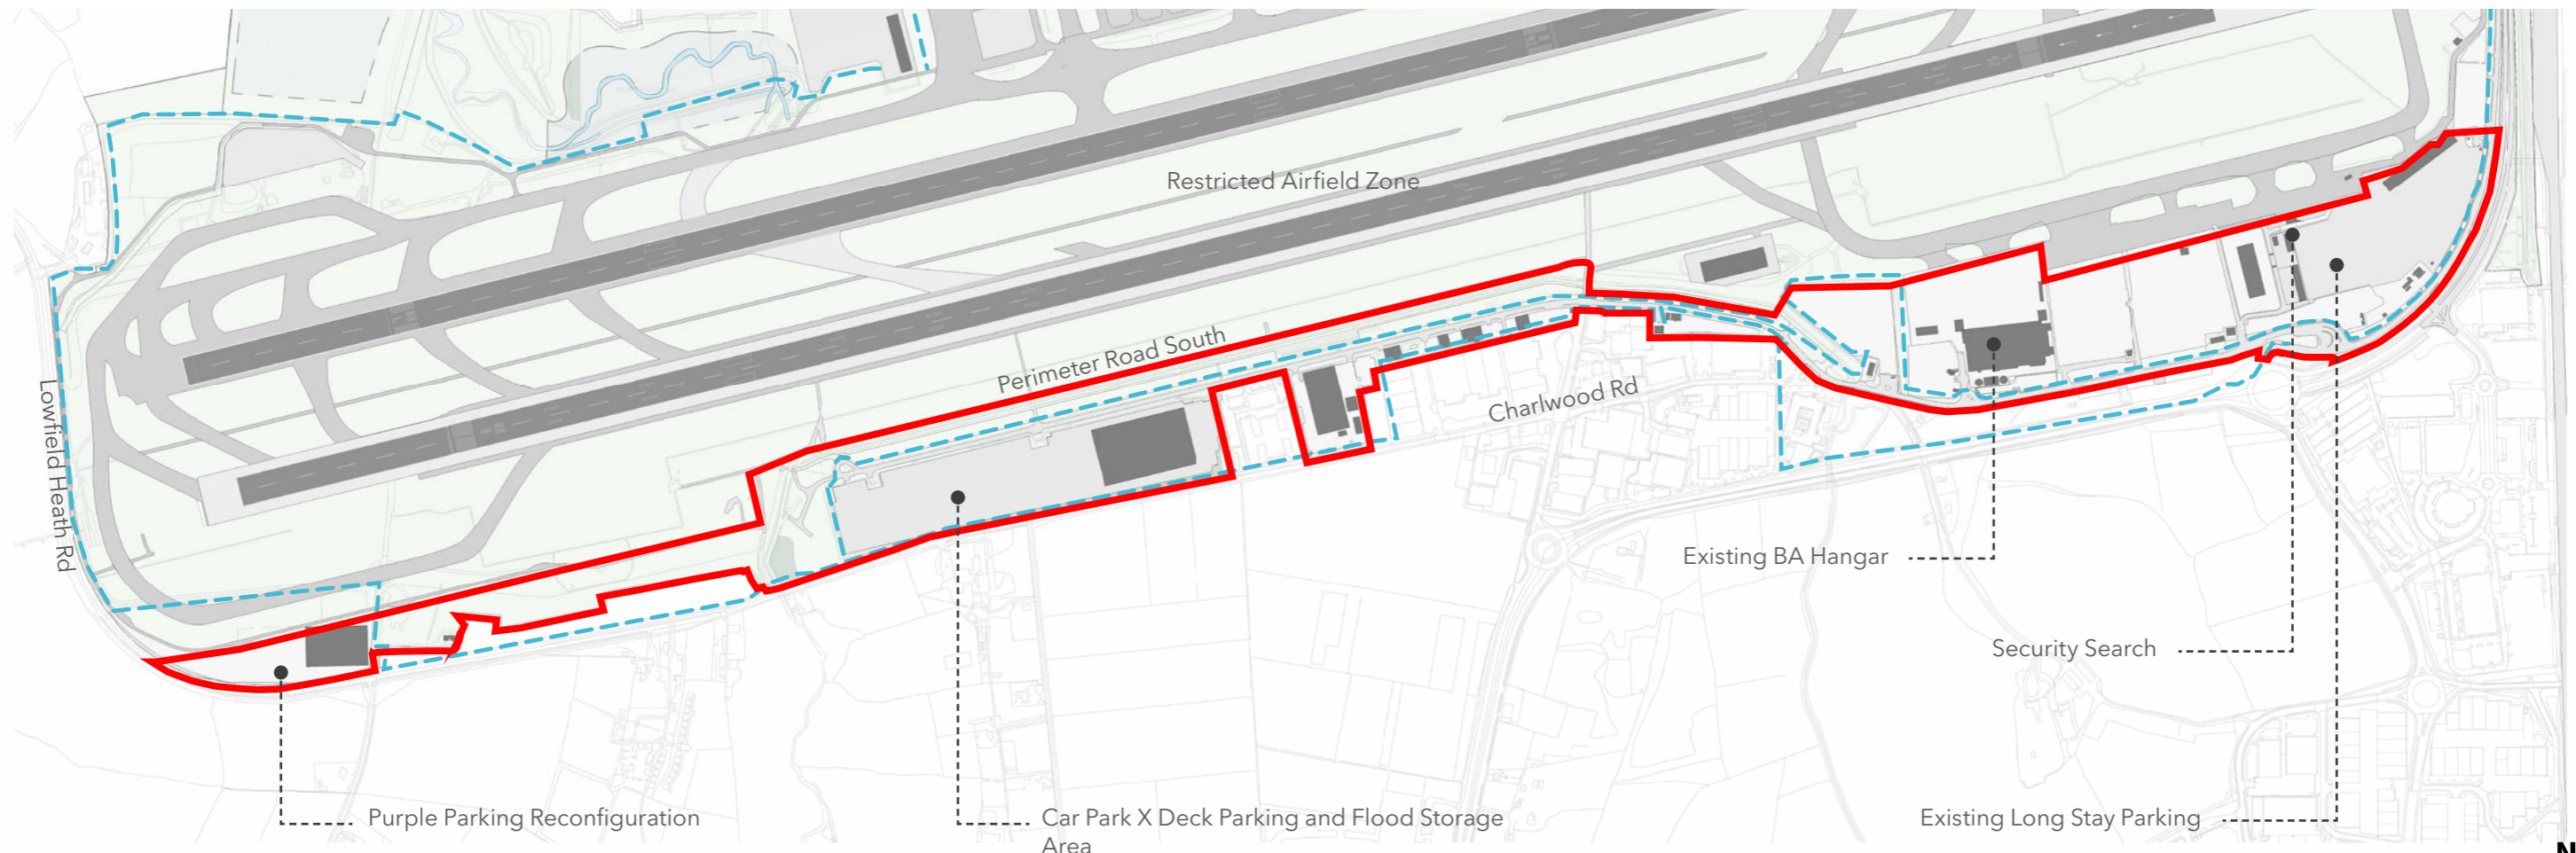 Restricted Airfield Zone
Perimeter Road South
Lowfield Heath Rd
Charlwood Rd
Existing BA Hangar
Security Search
Purple Parking Reconfiguration
Car Park X Deck Parking and Flood Storage
Area
Existing Long Stay Parking
N